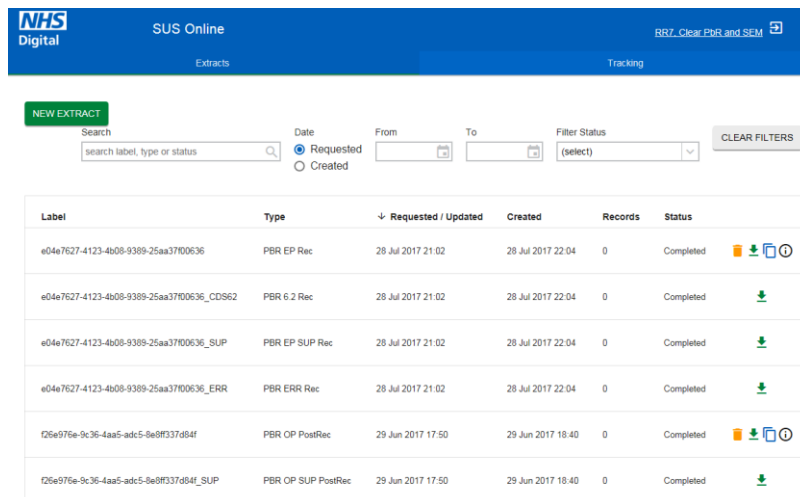 NHS
Digital
SUS Online
RR7, Clear PbR and SEM
Extracts
Tracking
NEW EXTRACT
Search
Date
From
To
Filter Status
CLEAR FILTERS
search label, type or status
Requested
Created
(select)
Label Type Requested / Updated Created Records Status
e04e7627-4123-4b08-9389-25aa37f00636 PBR EP Rec 28 Jul 2017 21:02 28 Jul 2017 22:04 0 Completed
e04e7627-4123-4b08-9389-25aa37f00636_CDS62 PBR 6.2 Rec 28 Jul 2017 21:02 28 Jul 2017 22:04 0 Completed
e04e7627-4123-4b08-9389-25aa37f00636_SUP PBR EP SUP Rec 28 Jul 2017 21:02 28 Jul 2017 22:04 0 Completed
e04e7627-4123-4b08-9389-25aa37f00636_ERR PBR ERR Rec 28 Jul 2017 21:02 28 Jul 2017 22:04 0 Completed
f26e976e-9c36-4aa5-adc5-8e8ff337d84f PBR OP PostRec 29 Jun 2017 17:50 29 Jun 2017 18:40 0 Completed
f26e976e-9c36-4aa5-adc5-8e8ff337d84f_SUP PBR OP SUP PostRec 29 Jun 2017 17:50 29 Jun 2017 18:40 0 Completed